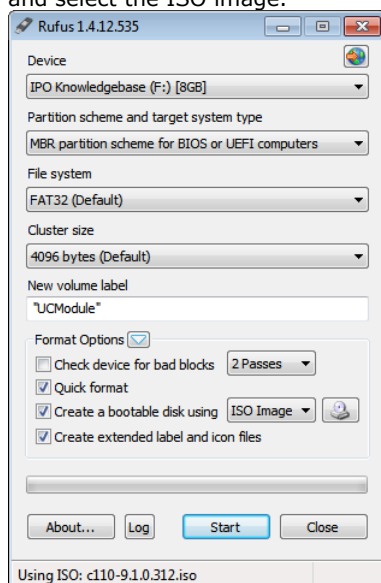 and select the ISO image.
Rufus 1.4.12.535
Device
IPO Knowledgebase (F:) [8GB]
Partition scheme and target system type
MBR partition scheme for BIOS or UEFI computers
File system
FAT32 (Default)
Cluster size
4096 bytes (Default)
New volume label
"UCModule"
Format Options
Check device for bad blocks 2 Passes
Quick format
Create a bootable disk using ISO Image
Create extended label and icon files
About... Log Start Close
Using ISO: c110-9.1.0.312.iso